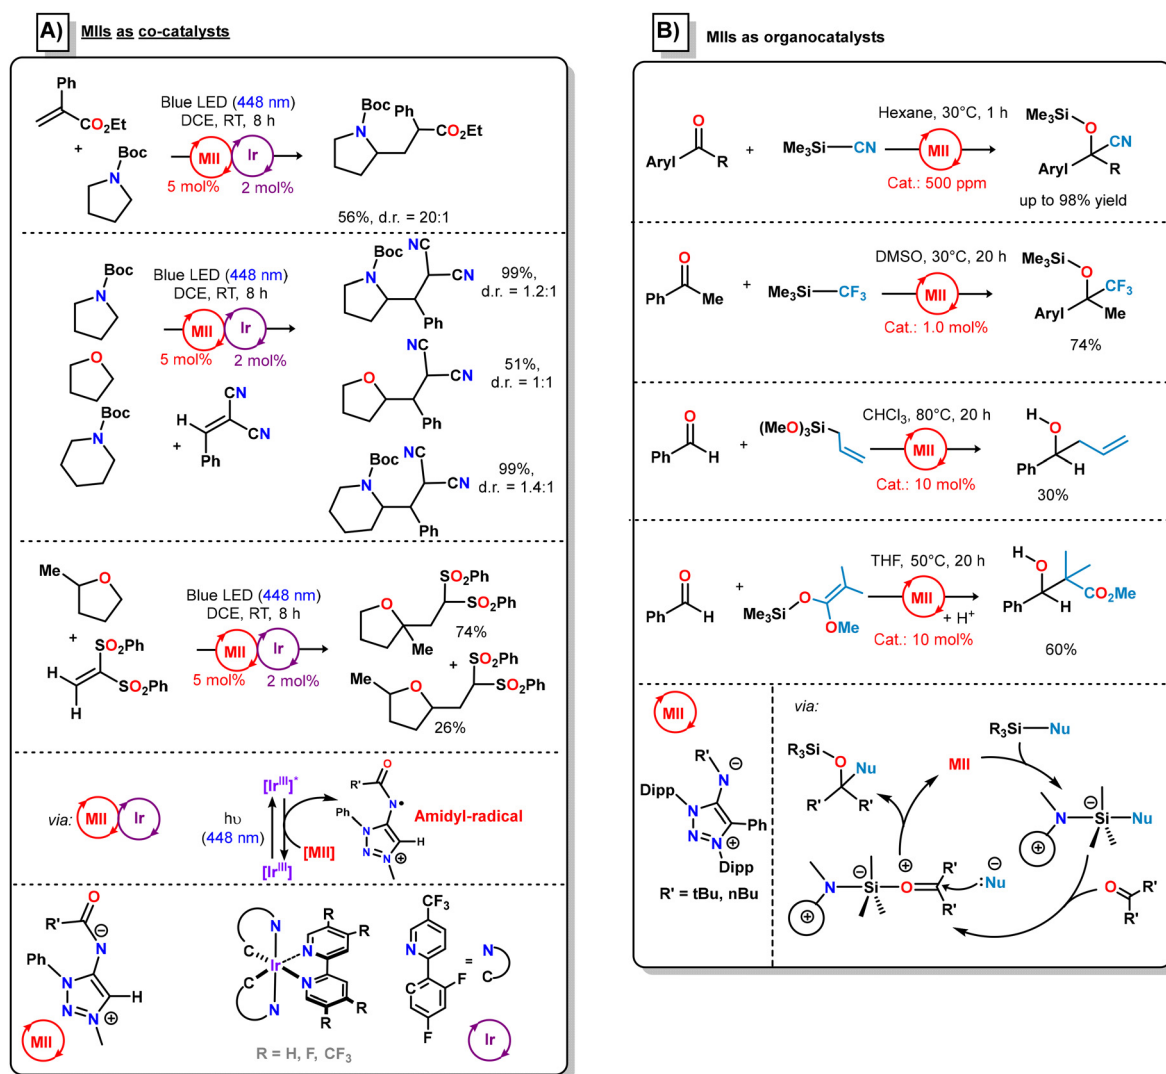 A) MIIs as co-catalysts
Ph
CO2Et
+
Boc
N
Blue LED (448 nm)
DCE, RT, 8 h
MII Ir
5 mol% 2 mol%
Boc
N
Ph
CO2Et
56%, d.r. = 20:1
Boc
N
O
Boc
N
Blue LED (448 nm)
DCE, RT, 8 h
MII Ir
5 mol% 2 mol%
+
H
CN
CN
Ph
Boc NC
N
CN
Ph
99%,
d.r. = 1.2:1
NC
O
CN
Ph
51%,
d.r. = 1:1
Boc CN
N
CN
Ph
99%,
d.r. = 1.4:1
Me
O
+
SO2Ph
H
SO2Ph
H
Blue LED (448 nm)
DCE, RT, 8 h
MII Ir
5 mol% 2 mol%
SO2Ph
O
SO2Ph
Me
74%
+
SO2Ph
Me
O
SO2Ph
26%
via:
MII Ir
[IrIII]*
hυ
(448 nm)
[MII]
[IrIII]
O
R'
N•
Ph
N
N
N
⊕
H
Amidyl-radical
O
R'
⊖
N
Ph
N
N
N
⊕
H
MII
N
C
Ir
C
N
N
N
R
R
R
R
R = H, F, CF3
CF3
N
C
F
F
=
N
C
Ir
B) MIIs as organocatalysts
O
Aryl R
+
Me3Si CN
Hexane, 30°C, 1 h
MII
Cat.: 500 ppm
Me3Si
O
CN
Aryl R
up to 98% yield
O
Ph Me
+
Me3Si CF3
DMSO, 30°C, 20 h
MII
Cat.: 1.0 mol%
Me3Si
O
CF3
Aryl Me
74%
O
Ph H
+
(MeO)3Si
CHCl3, 80°C, 20 h
MII
Cat.: 10 mol%
H
O
Ph H
30%
O
Ph H
+
Me3Si
O
OMe
THF, 50°C, 20 h
MII
+ H+
Cat.: 10 mol%
H
O
Ph H
CO2Me
60%
MII
R'
⊖
N
Dipp
N
N
N
⊕
Ph
Dipp
R' = tBu, nBu
via:
R3Si
O
Nu
R' R'
MII
R3Si Nu
⊖
N
Si
Nu
⊕
⊖
N
Si
O
⊕
R'
R'
⊖
:Nu
⊕
R'
O
R'